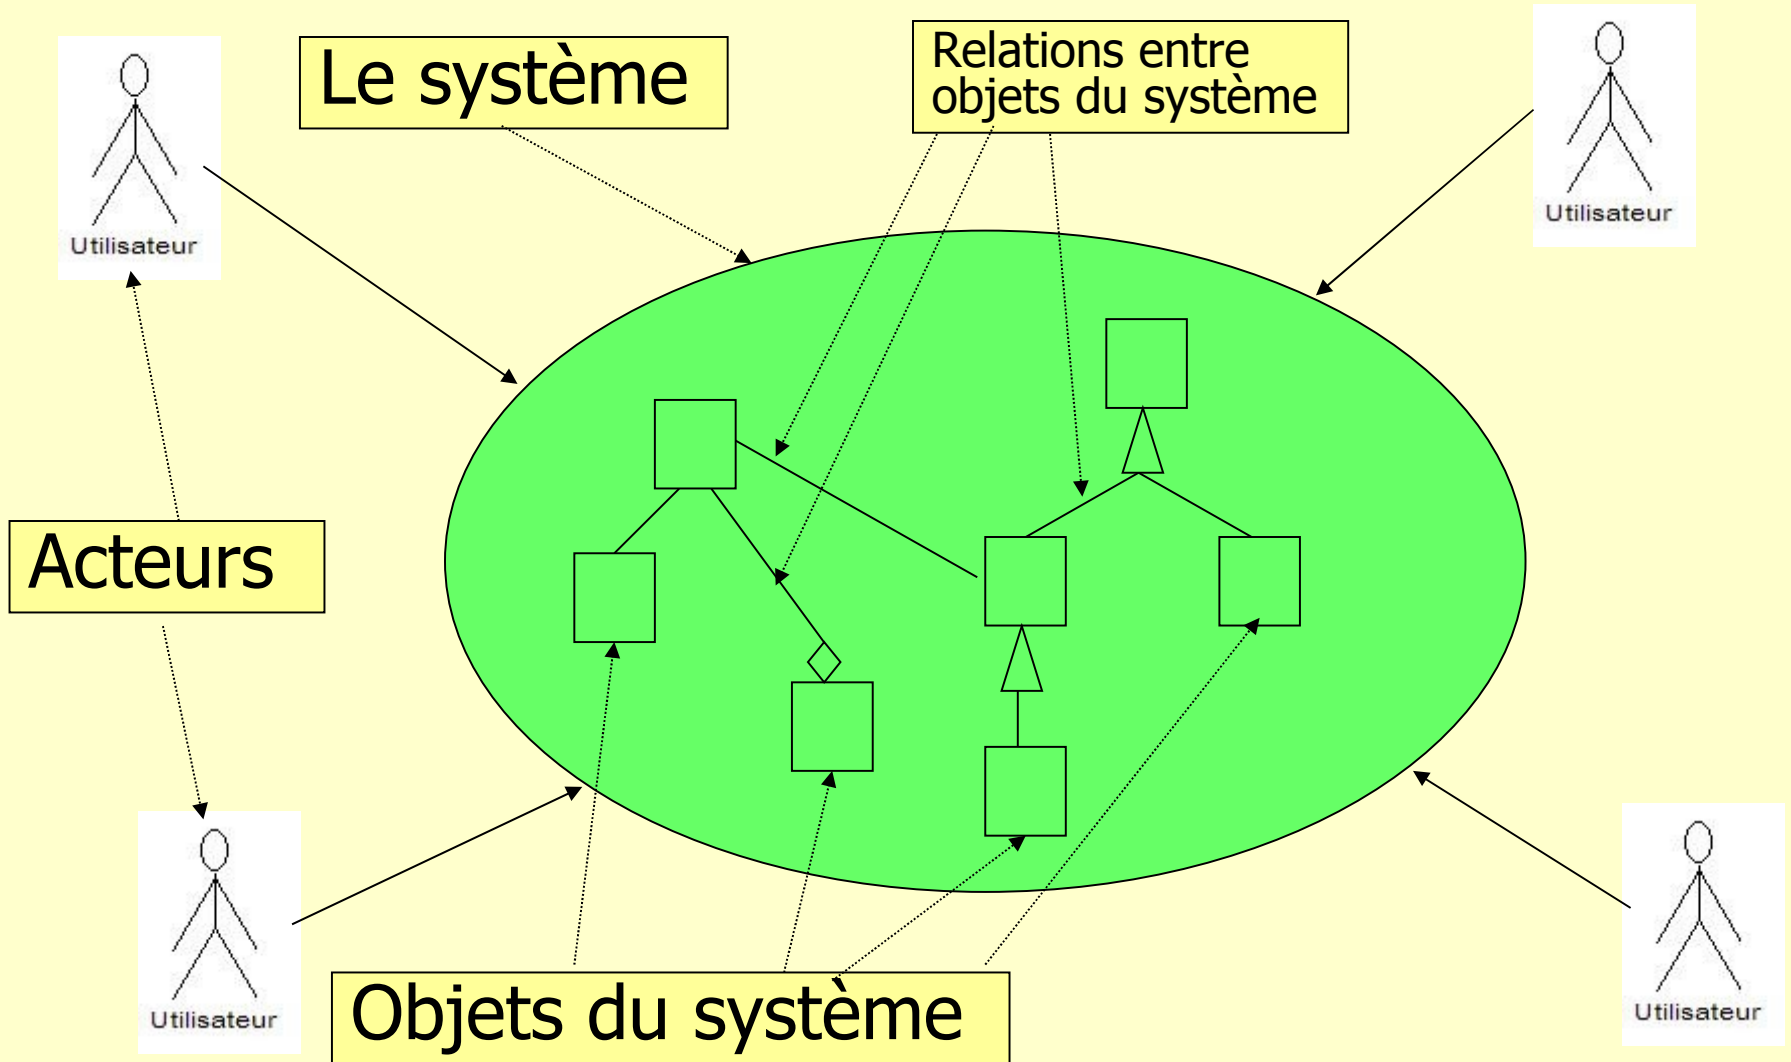 Le système
Relations entre
objets du système
Utilisateur
Utilisateur
Acteurs
Objets du système
Utilisateur
Utilisateur